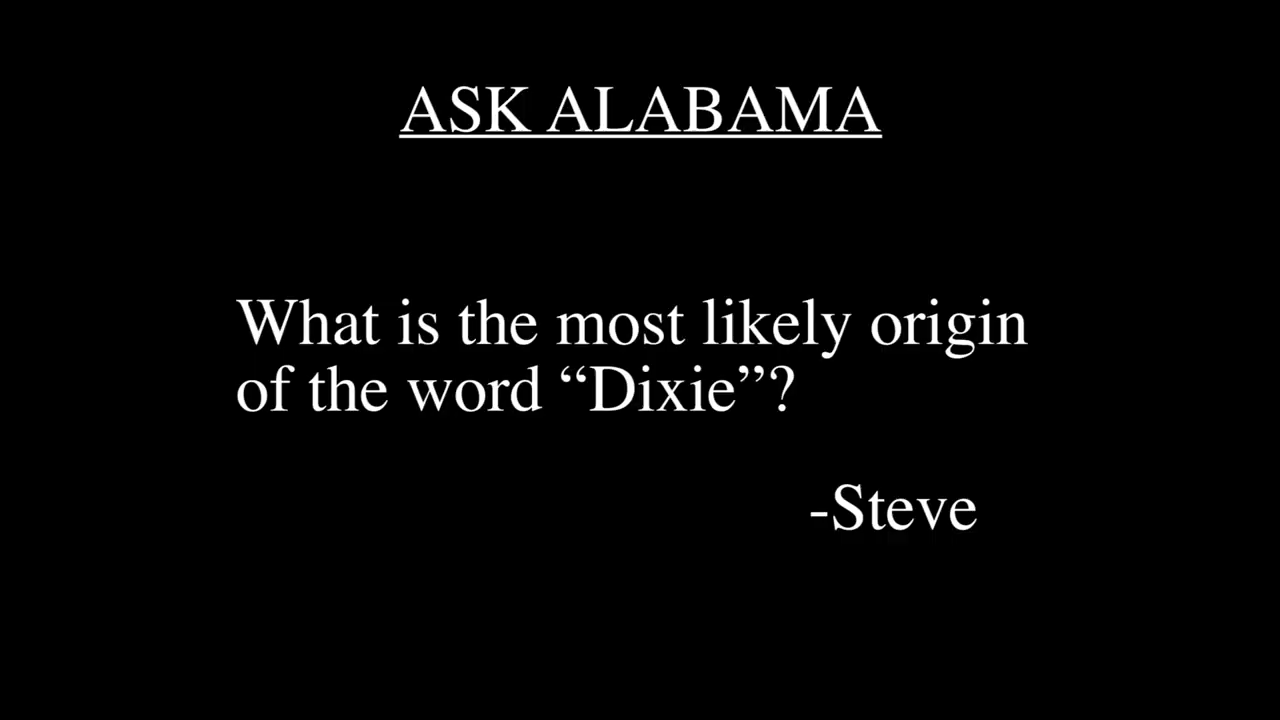 ASK ALABAMA
What is the most likely origin
of the word “Dixie”?
-Steve